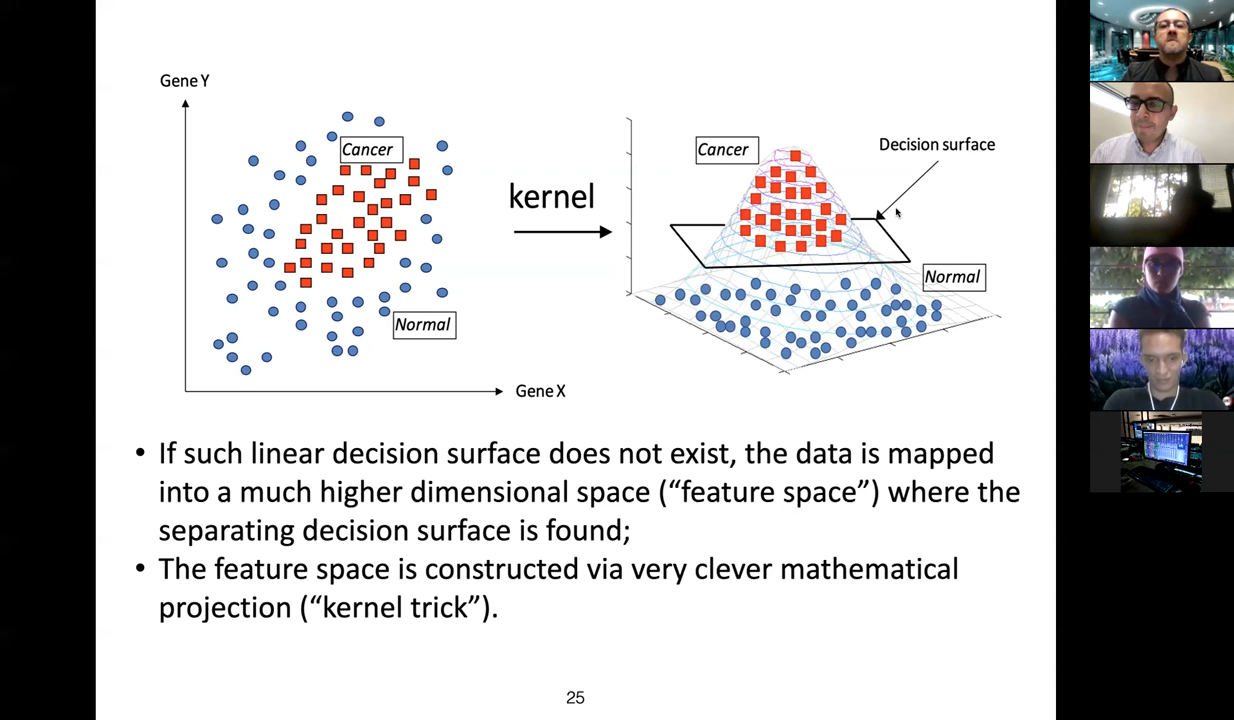 Gene Y
Cancer
Normal
Gene X
kernel
Cancer
Decision surface
Normal
• If such linear decision surface does not exist, the data is mapped
into a much higher dimensional space (“feature space”) where the
separating decision surface is found;
• The feature space is constructed via very clever mathematical
projection (“kernel trick”).
25